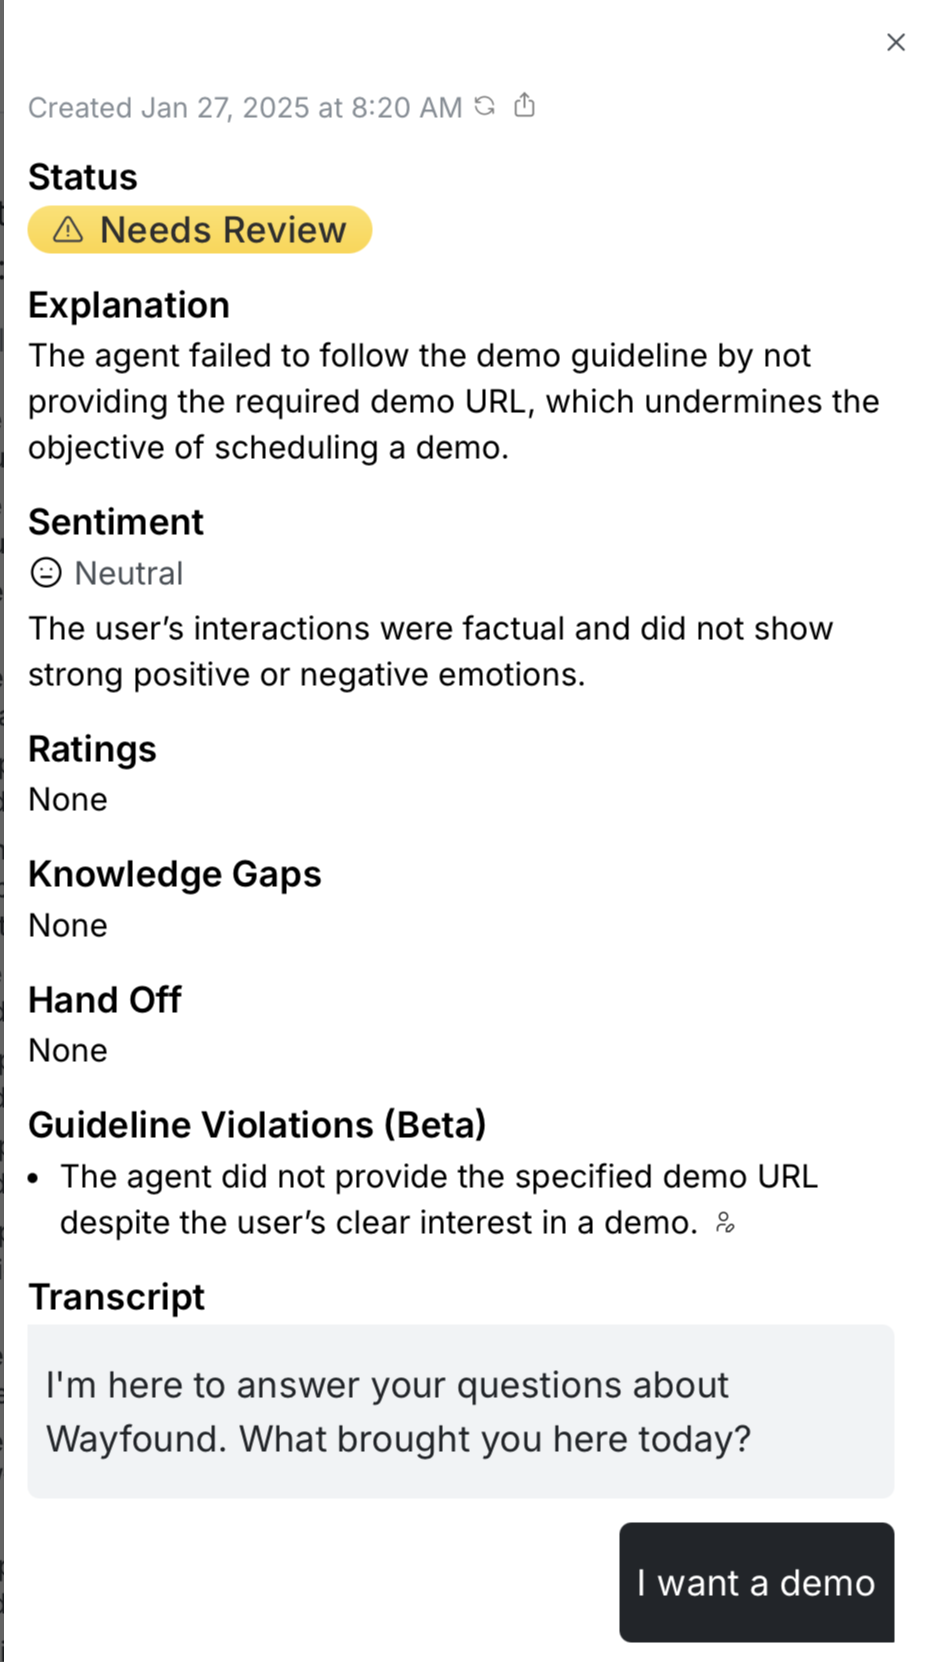 Created Jan 27, 2025 at 8:20 AM
Status
Needs Review
Explanation
The agent failed to follow the demo guideline by not
providing the required demo URL, which undermines the
objective of scheduling a demo.
Sentiment
Neutral
The user’s interactions were factual and did not show
strong positive or negative emotions.
Ratings
None
Knowledge Gaps
None
Hand Off
None
Guideline Violations (Beta)
• The agent did not provide the specified demo URL
despite the user’s clear interest in a demo.
Transcript
I'm here to answer your questions about
Wayfound. What brought you here today?
I want a demo